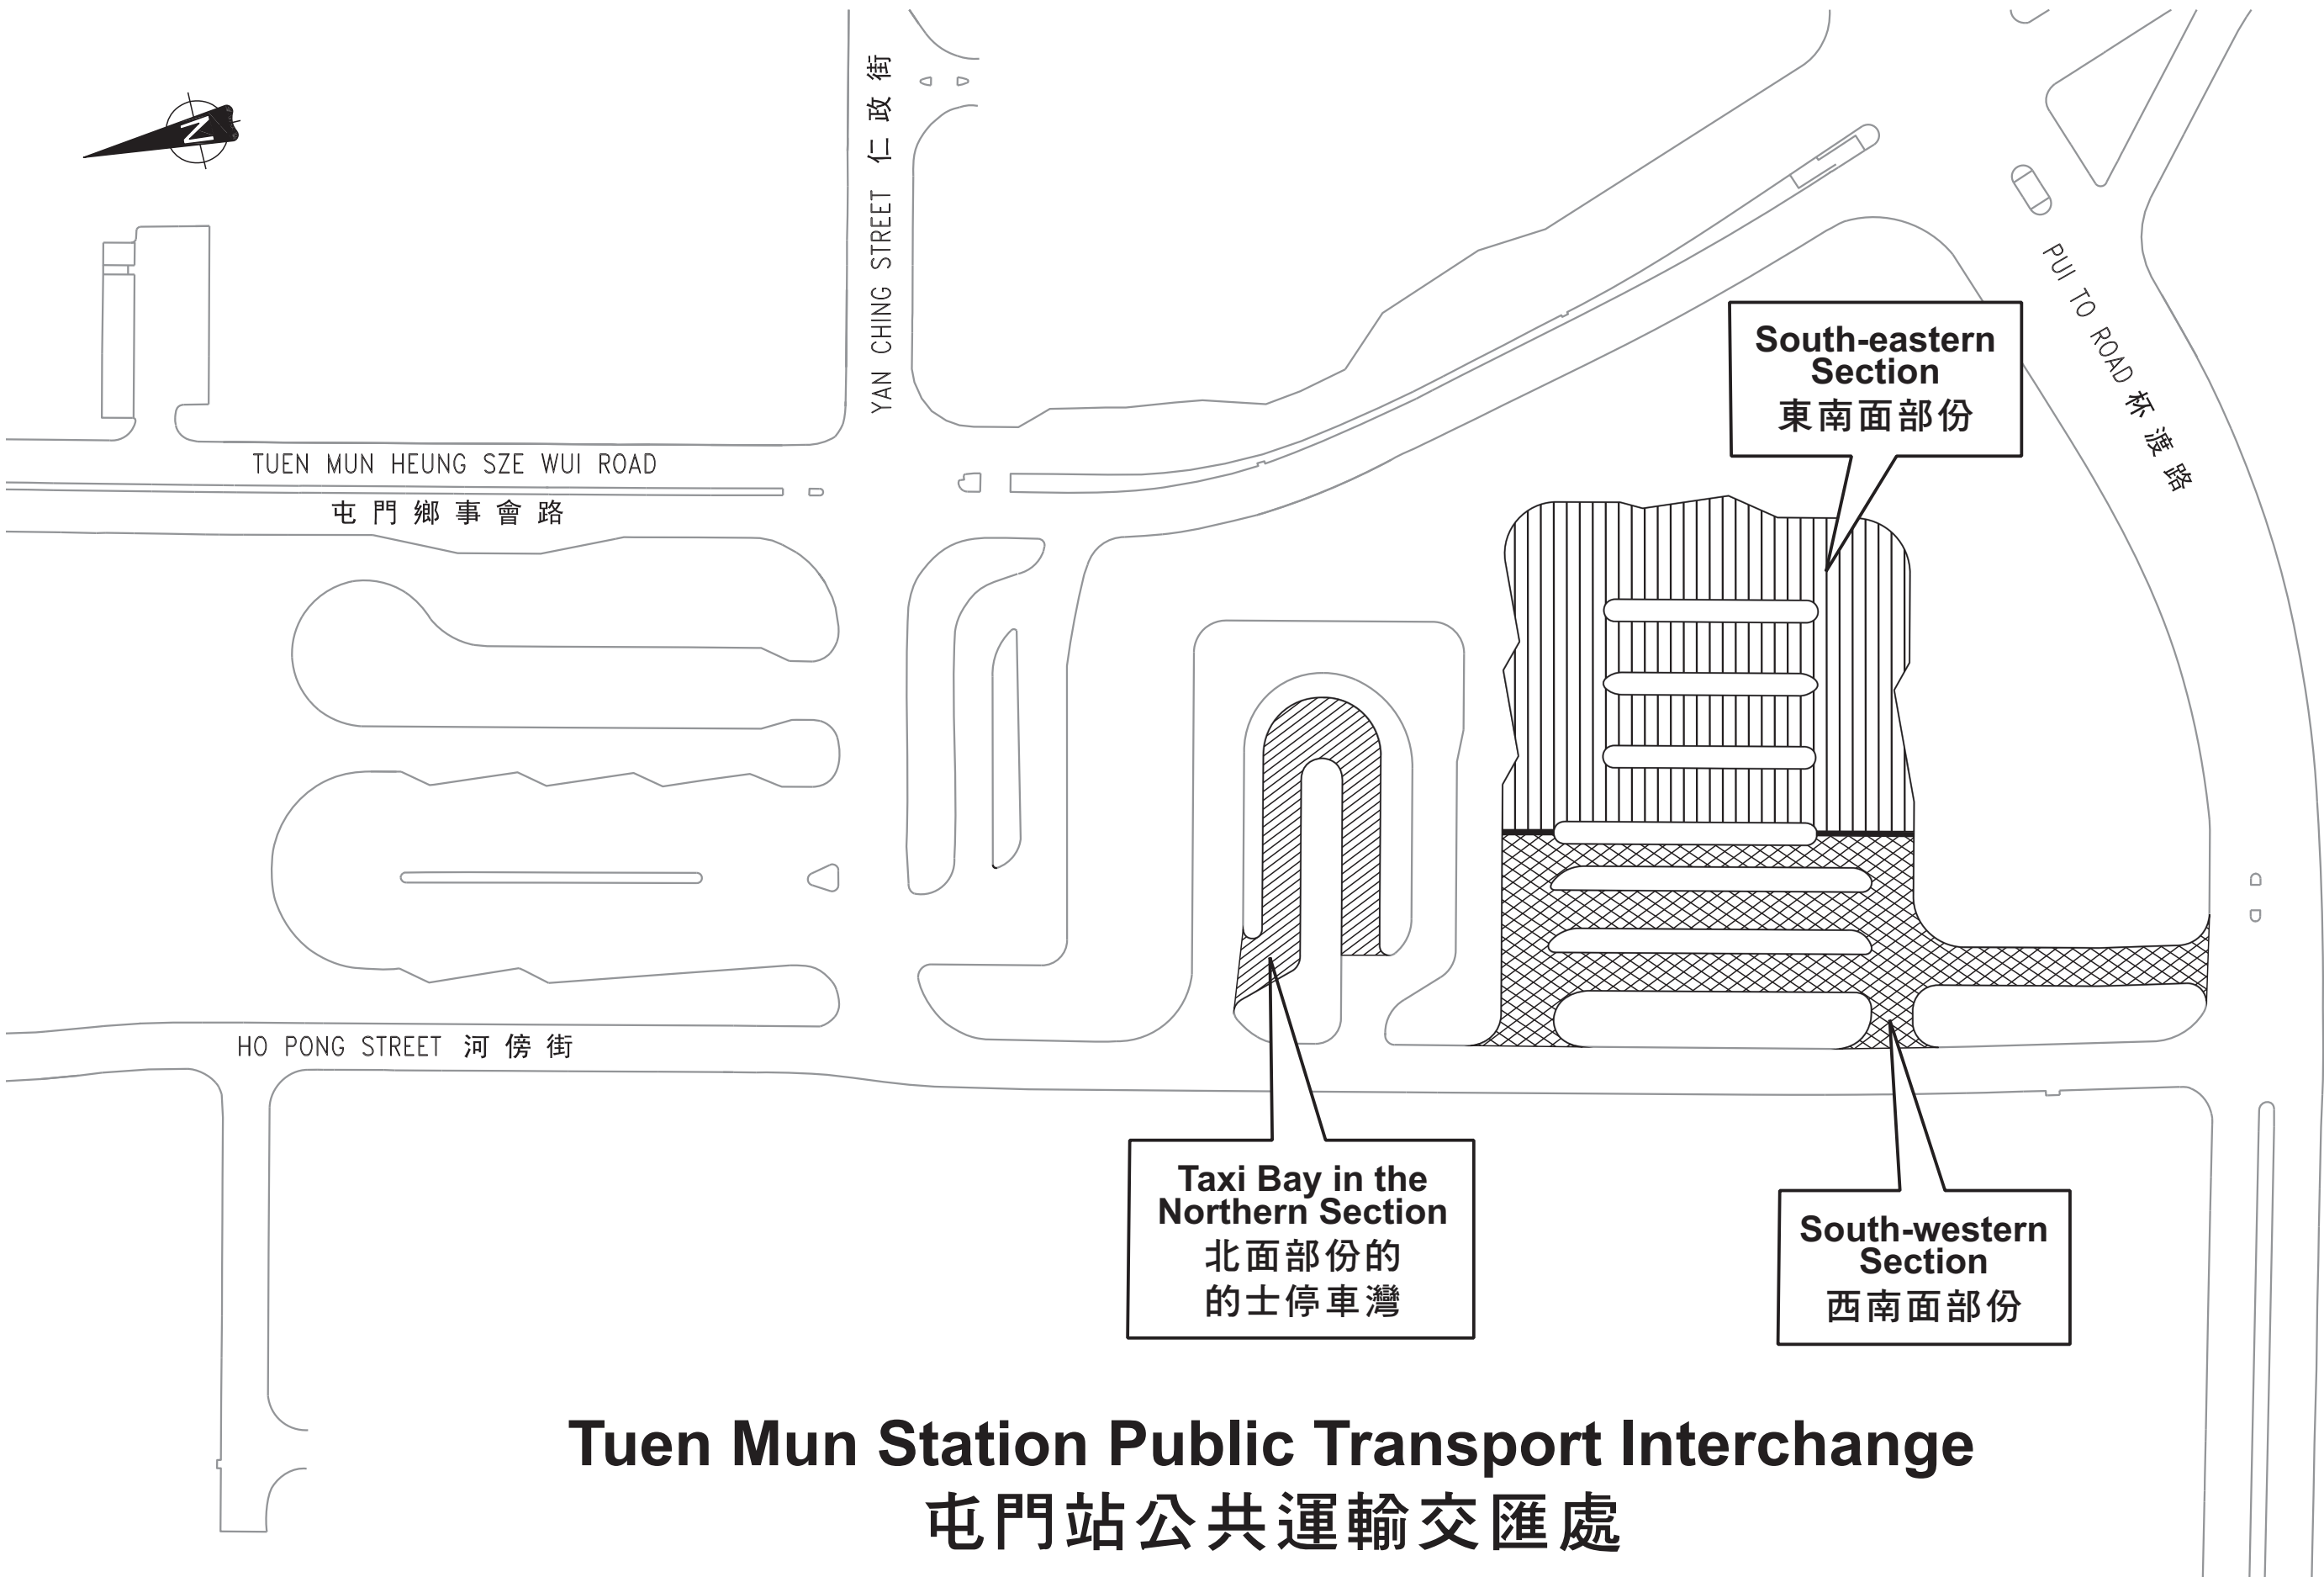 N
YAN CHING STREET 仁政街
PUI TO ROAD 杯渡路
South-eastern
Section
東南面部份
TUEN MUN HEUNG SZE WUI ROAD
屯門鄉事會路
HO PONG STREET 河傍街
Taxi Bay in the
Northern Section
北面部份的
的士停車灣
South-western
Section
西南面部份
Tuen Mun Station Public Transport Interchange
屯門站公共運輸交匯處